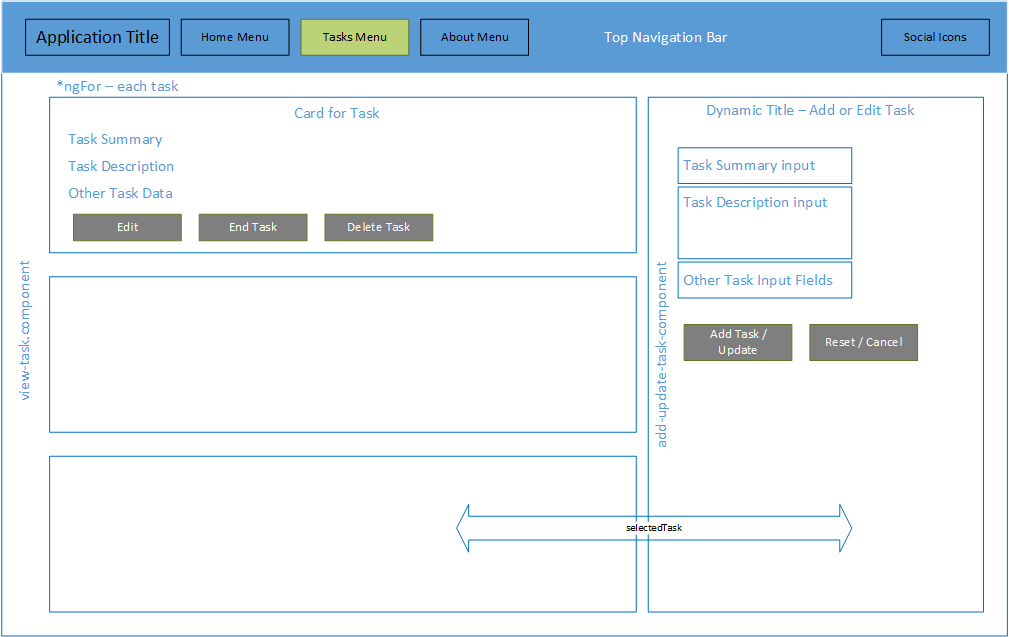 Application Title
Home Menu
Tasks Menu
About Menu
Top Navigation Bar
Social Icons
*ngFor – each task
Card for Task
Task Summary
Task Description
Other Task Data
Edit
End Task
Delete Task
view-task.component
Dynamic Title – Add or Edit Task
Task Summary input
Task Description input
Other Task Input Fields
Add Task /
Update
Reset / Cancel
add-update-task-component
selectedTask